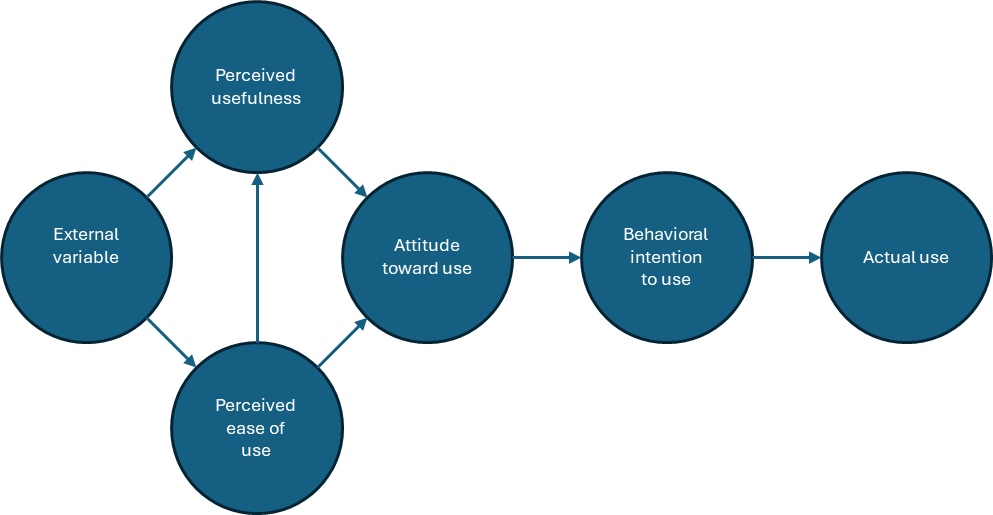 Perceived
usefulness
External
variable
Attitude
toward use
Behavioral
intention
to use
Actual use
Perceived
ease of
use